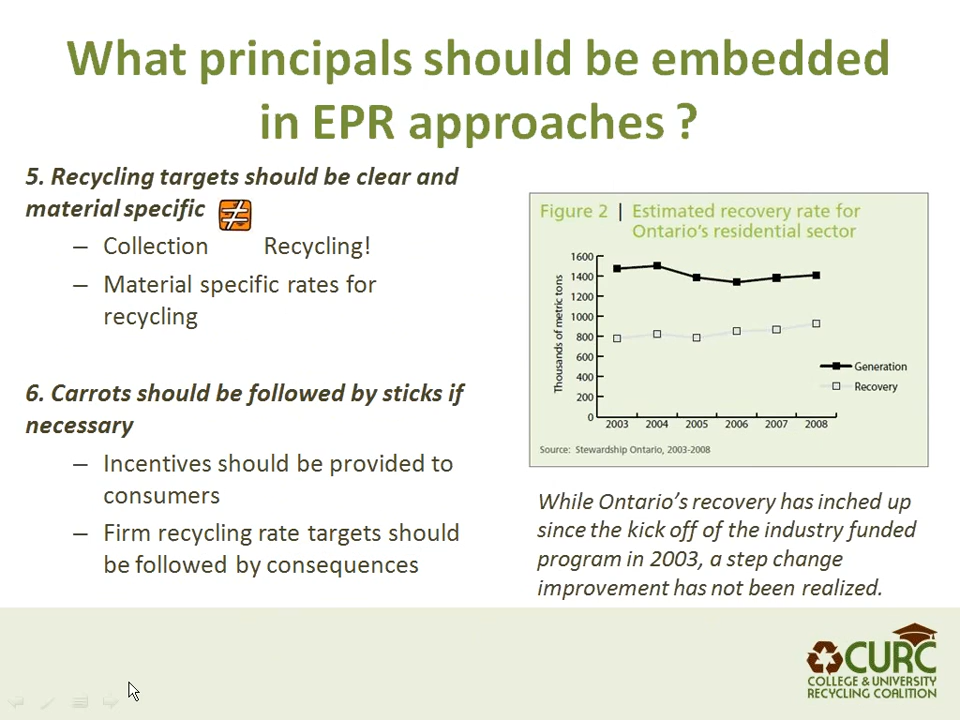 What principals should be embedded
in EPR approaches ?
5. Recycling targets should be clear and
material specific ≠
– Collection Recycling!
– Material specific rates for
recycling
6. Carrots should be followed by sticks if
necessary
– Incentives should be provided to
consumers
– Firm recycling rate targets should
be followed by consequences
Figure 2 | Estimated recovery rate for
Ontario's residential sector
Thousands of metric tons
1600
1400
1200
1000
800
600
400
200
0
2003 2004 2005 2006 2007 2008
Generation
Recovery
Source: Stewardship Ontario, 2003-2008
While Ontario's recovery has inched up
since the kick off of the industry funded
program in 2003, a step change
improvement has not been realized.
CURC
COLLEGE & UNIVERSITY
RECYCLING COALITION